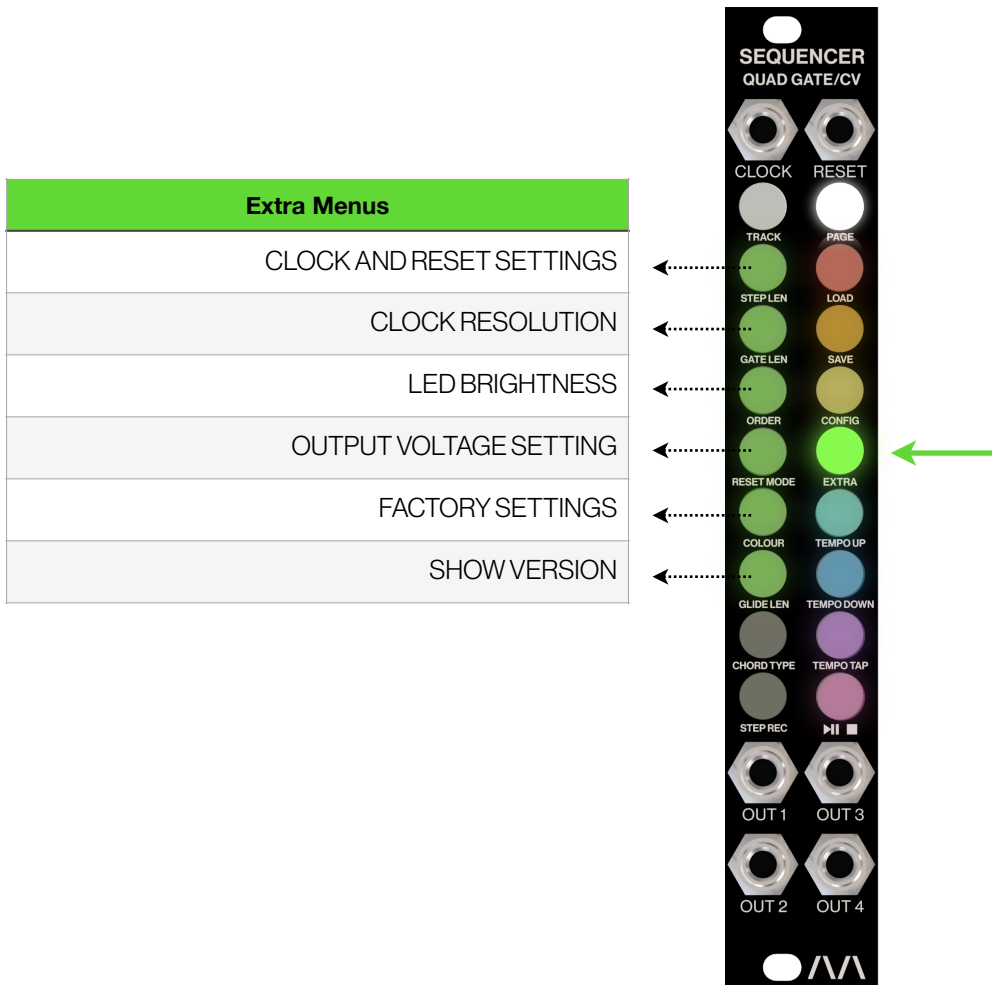 SEQUENCER
QUAD GATE/CV
CLOCK RESET
Extra Menus
CLOCK AND RESET SETTINGS
CLOCK RESOLUTION
LED BRIGHTNESS
OUTPUT VOLTAGE SETTING
FACTORY SETTINGS
SHOW VERSION
TRACK PAGE
STEP LEN LOAD
GATE LEN SAVE
ORDER CONFIG
RESET MODE EXTRA
COLOUR TEMPO UP
GLIDE LEN TEMPO DOWN
CHORD TYPE TEMPO TAP
STEP REC
OUT 1 OUT 3
OUT 2 OUT 4